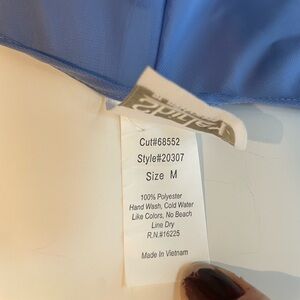 Cut#68552
Style#20307
Size M
100% Polyester
Hand Wash, Cold Water
Like Colors, No Beach
Line Dry
R.N.#16225
Made In Vietnam